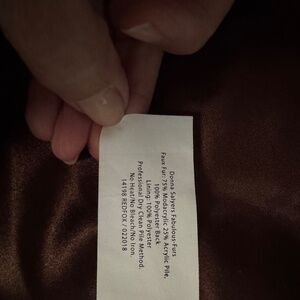 Donna Salyers Fabulous-Furs
Faux Fur: 75% Modacrylic 25% Acrylic Pile,
100% Polyester Back
Lining: 100% Polyester
Professional Dry Clean Pile Method.
No Heat/No Bleach/No Iron.
14198 REDFOX / 022018